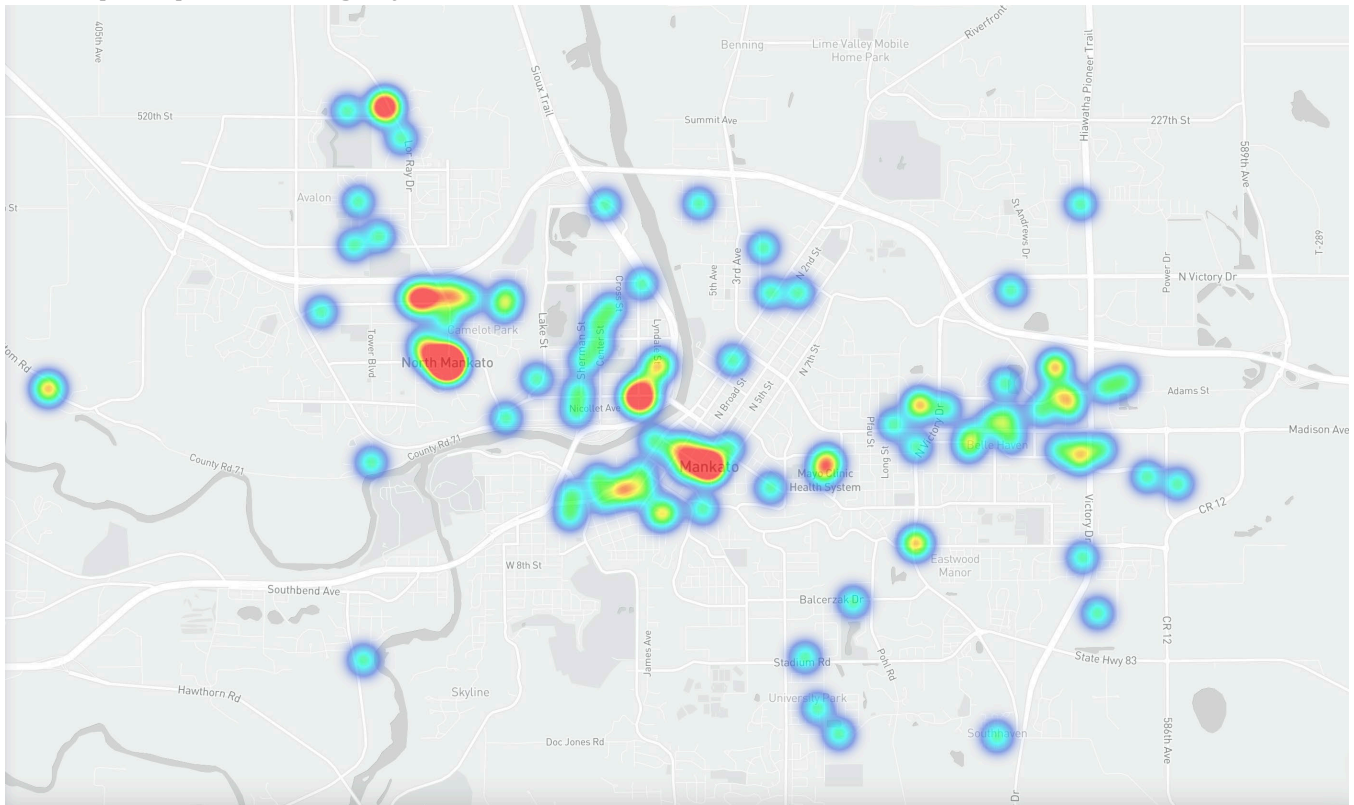 405th Ave
Sioux Trail
Benning
Lime Valley Mobile
Home Park
Riverfront
Hiawatha Pioneer Trail
520th St
Summit Ave
227th St
589th Ave
Lor Ray Dr
Avalon
St
St Andrews Dr
T-289
3rd Ave
5th Ave
N 2nd St
Power Dr
N Victory Dr
Cross St
Camelot Park
Lake St
Sherman St
Center St
Lyndale St
Tower Blvd.
North Mankato
N 7th St
Rd
N Broad St
N 5th St
Adams St
Nicollet Ave
Plau St
Long St
N Victory Dr
Belle Haven
Madison Ave
County Rd 71
County Rd 71
Mankato
Mayo Clinic
Health System
Victory Dr
CR 12
W 8th St
Eastwood
Manor
Southbend Ave
Balcerzak Dr
CR 12
James Ave
Stadium Rd
Pohl Rd
State Hwy 83
Hawthorn Rd
Skyline
University Park
Doc Jones Rd
Southhaven
586th Ave
Dr